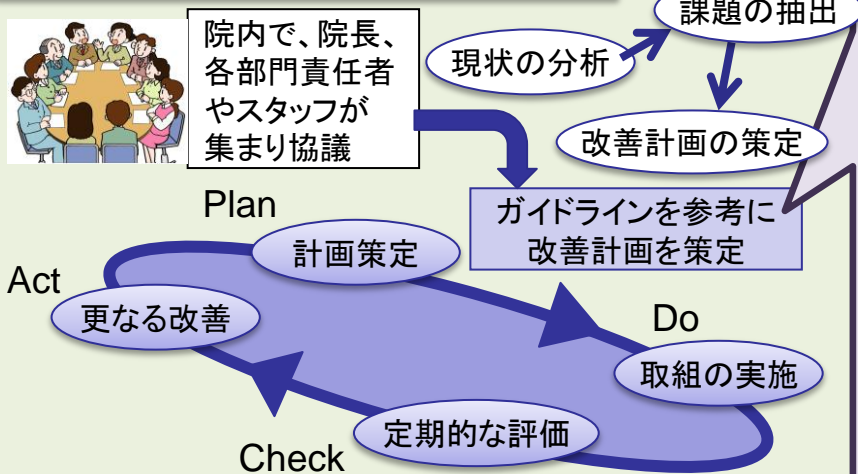 院内で、院長、
各部門責任者
やスタッフが
集まり協議
現状の分析
課題の抽出
改善計画の策定
ガイドラインを参考に
改善計画を策定
Plan
計画策定
Act
更なる改善
Do
取組の実施
定期的な評価
Check